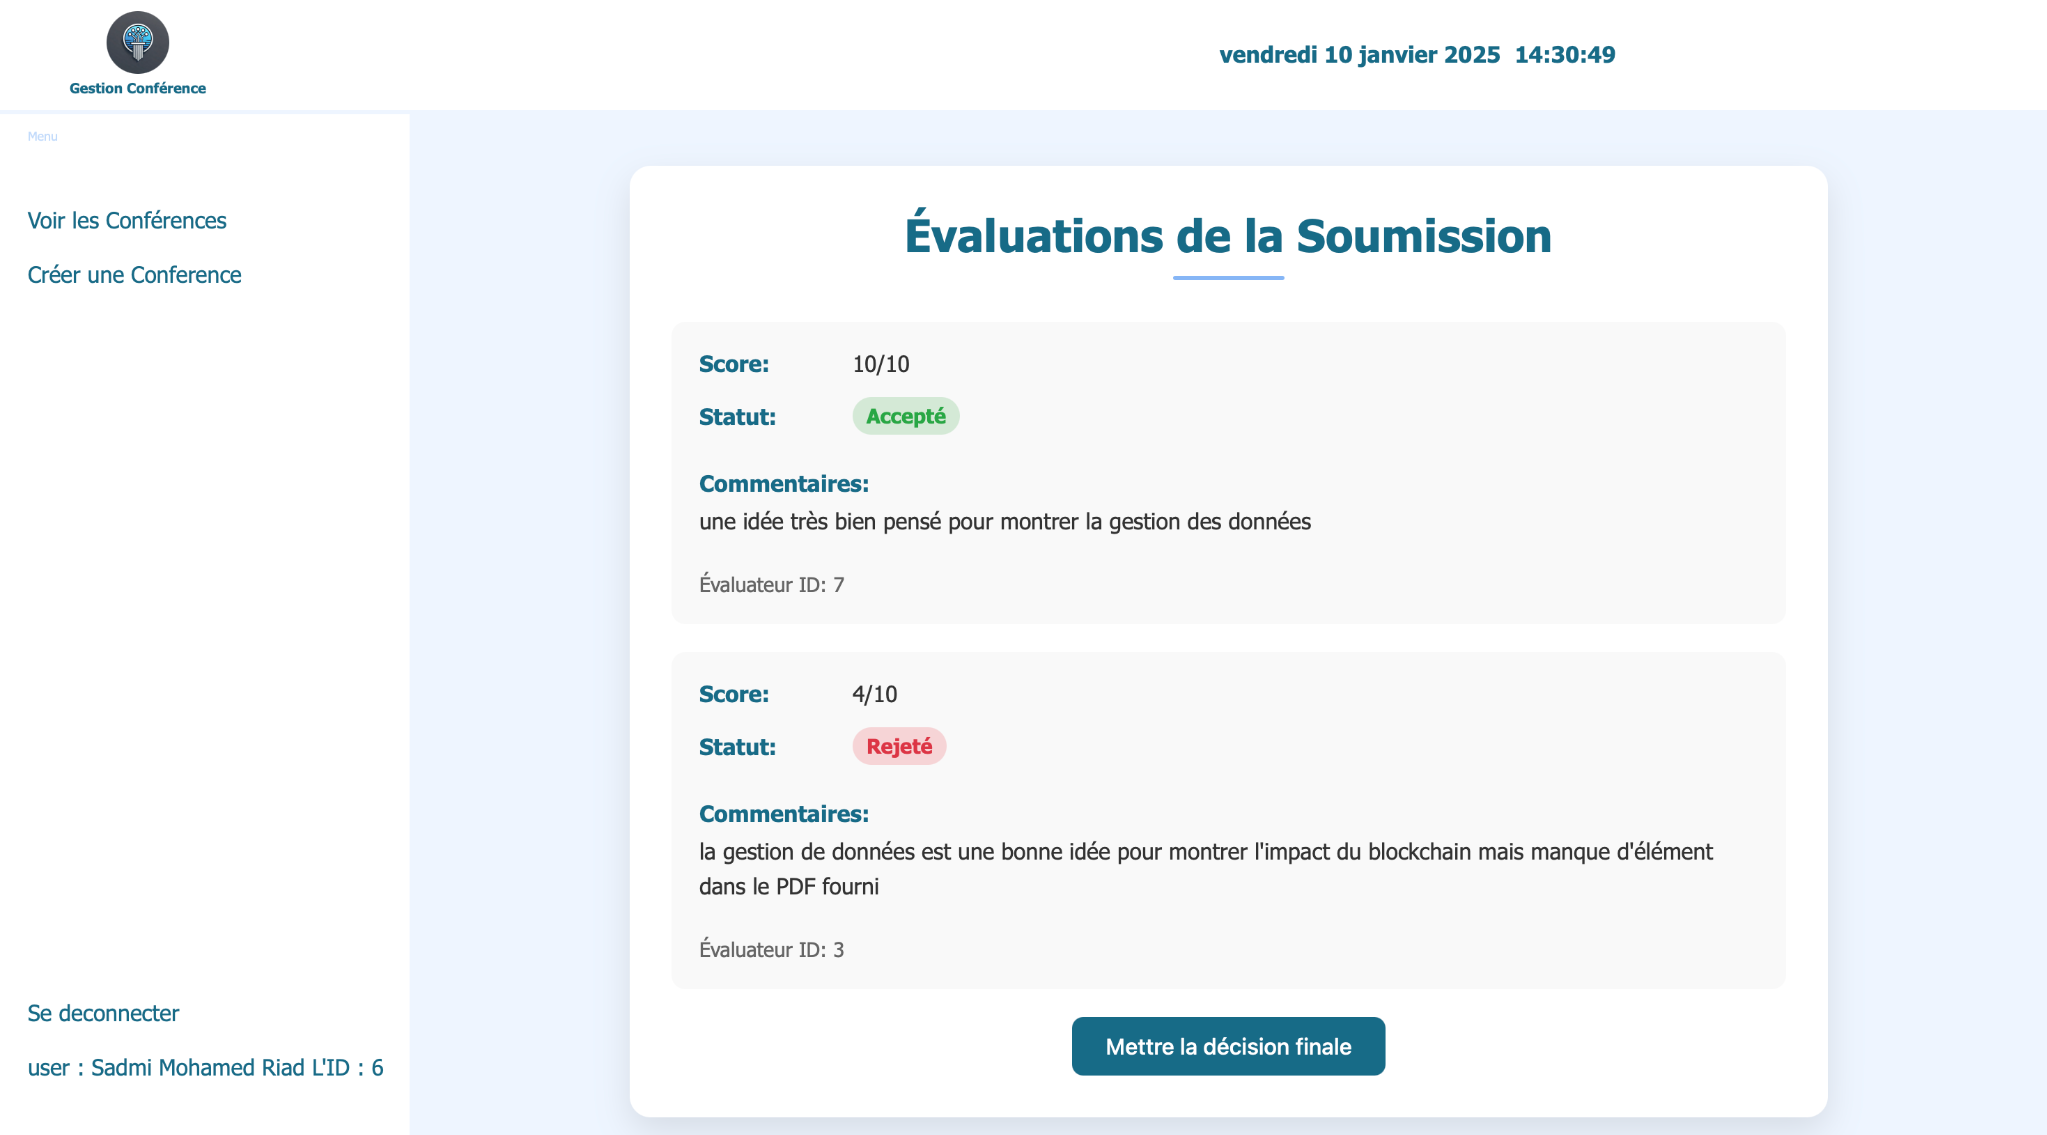 Gestion Conférence
vendredi 10 janvier 2025 14:30:49
Menu
Voir les Conférences
Créer une Conference
Se deconnecter
user : Sadmi Mohamed Riad L'ID : 6
Évaluations de la Soumission
Score: 10/10
Statut: Accepté
Commentaires:
une idée très bien pensé pour montrer la gestion des données
Évaluateur ID: 7
Score: 4/10
Statut: Rejeté
Commentaires:
la gestion de données est une bonne idée pour montrer l'impact du blockchain mais manque d'élément
dans le PDF fourni
Évaluateur ID: 3
Mettre la décision finale